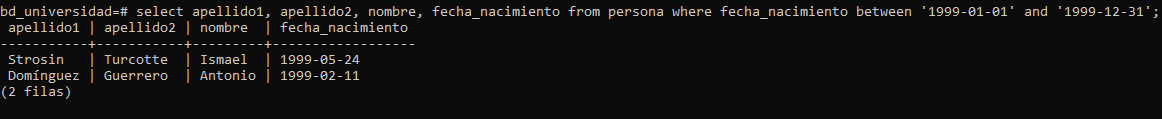 bd_universidad=# select apellido1, apellido2, nombre, fecha_nacimiento from persona where fecha_nacimiento between '1999-01-01' and '1999-12-31';
 apellido1 | apellido2 | nombre  | fecha_nacimiento
-----------+-----------+---------+------------------
 Strosin   | Turcotte  | Ismael  | 1999-05-24
 Domínguez | Guerrero  | Antonio | 1999-02-11
(2 filas)